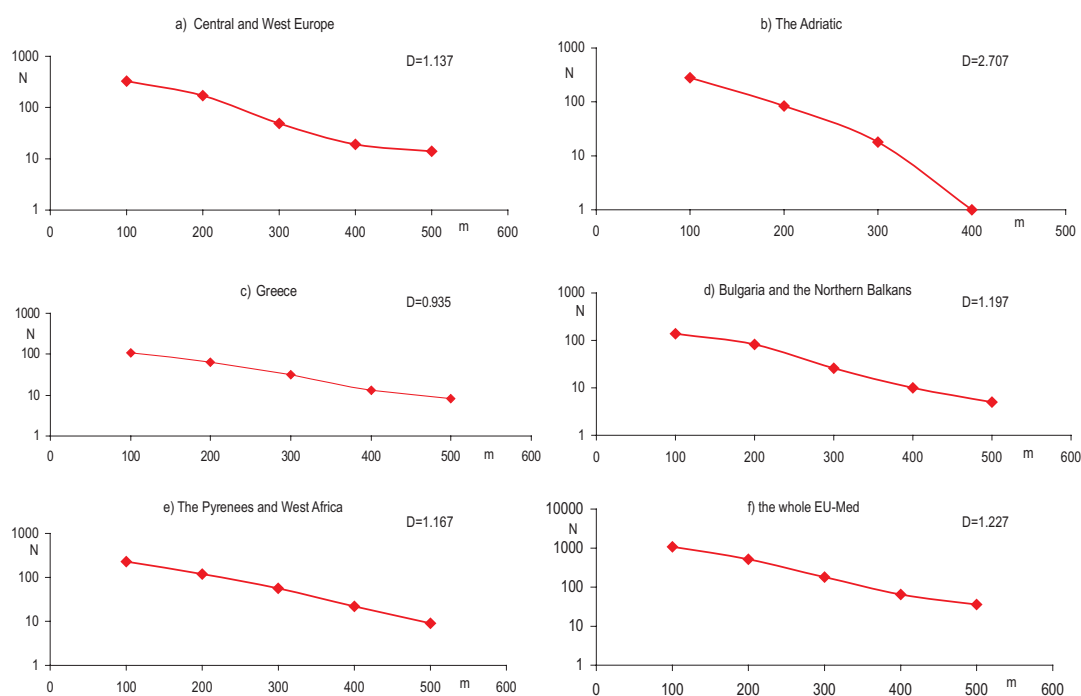 a) Central and West Europe
D=1.137
1000
N
100
10
1
0 100 200 300 400 500 m 600
b) The Adriatic
D=2.707
1000
N
100
10
1
0 100 200 300 400 m 500
c) Greece
D=0.935
1000
N
100
10
1
0 100 200 300 400 500 m 600
d) Bulgaria and the Northern Balkans
D=1.197
1000
N
100
10
1
0 100 200 300 400 500 m 600
e) The Pyrenees and West Africa
D=1.167
1000
N
100
10
1
0 100 200 300 400 500 m 600
f) the whole EU-Med
D=1.227
10000
N
1000
100
10
1
0 100 200 300 400 500 m 600